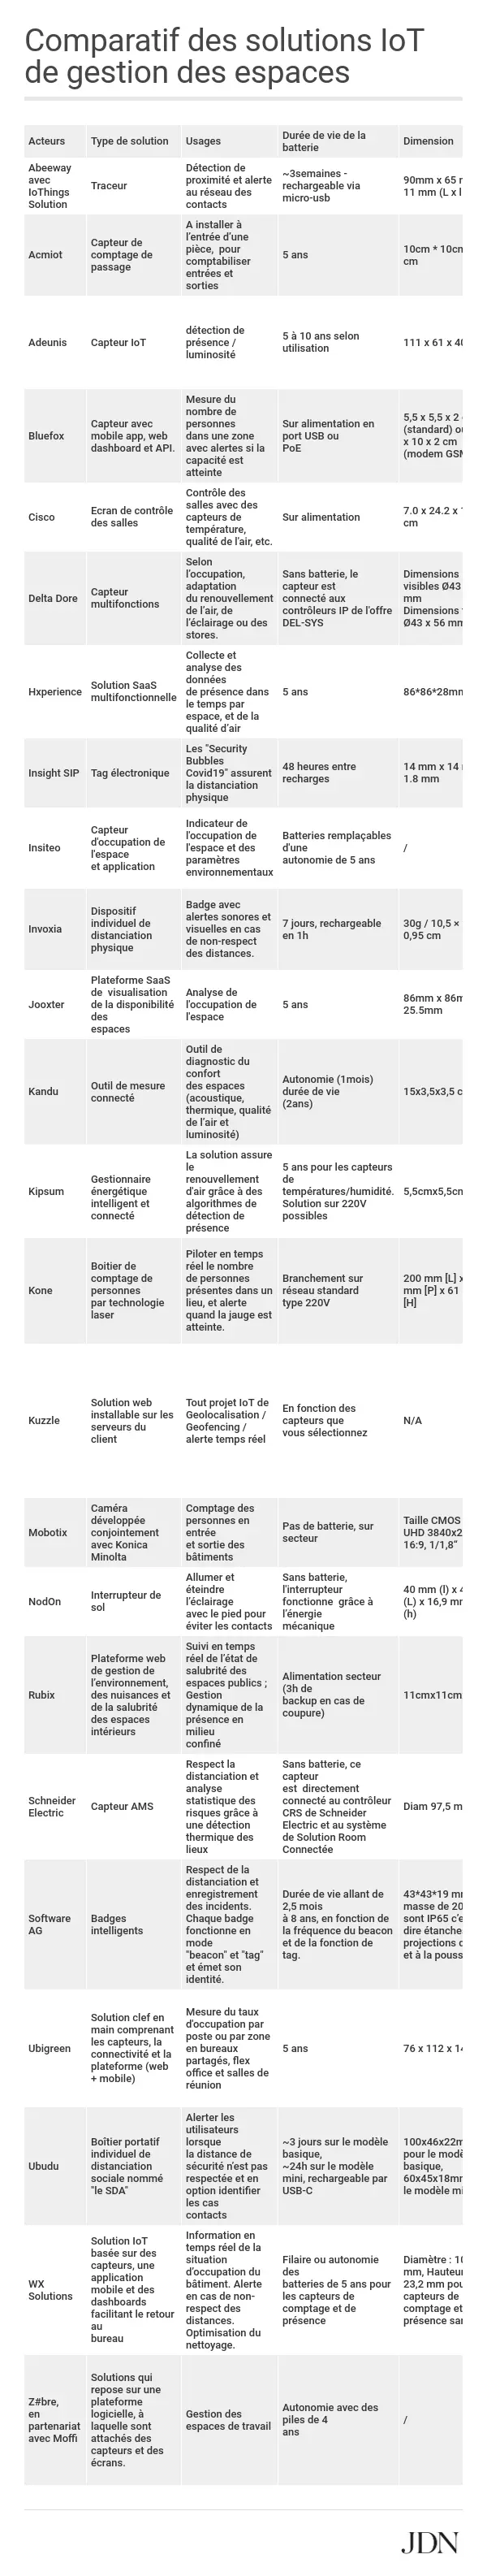 Comparatif des solutions IoT
de gestion des espaces
Acteurs
Type de solution
Usages
Durée de vie de la
batterie
Dimension
Abeeway
avec
IoThings
Solution
Traceur
Détection de
proximité et alerte
au réseau des
contacts
~3semaines -
rechargeable via
micro-usb
90mm x 65
11 mm (L x l
Acmiot
Capteur de
comptage de
passage
A installer à
l'entrée d'une
pièce, pour
comptabiliser
entrées et
sorties
5 ans
10cm * 10cm
cm
Adeunis
Capteur IoT
détection de
présence /
luminosité
5 à 10 ans selon
utilisation
111 x 61 x 40
Bluefox
Capteur avec
mobile app, web
dashboard et API.
Mesure du
nombre de
personnes
dans une zone
avec alertes si la
capacité est
atteinte
Sur alimentation en
port USB ou
PoE
5,5 x 5,5 x 2
(standard) ou
x 10 x 2 cm
(modem GSM
Cisco
Ecran de contrôle
des salles
Contrôle des
salles avec des
capteurs de
température,
qualité de l'air, etc.
Sur alimentation
7.0 x 24.2 x
cm
Delta Dore
Capteur
multifonctions
Selon
l'occupation,
adaptation
du renouvellement
de l'air, de
l'éclairage ou des
stores.
Sans batterie, le
capteur est
connecté aux
contrôleurs IP de l'offre
DEL-SYS
Dimensions
visibles Ø43
mm
Dimensions
Ø43 x 56 mm
Hxperience
Solution SaaS
multifonctionnelle
Collecte et
analyse des
données
de présence dans
le temps par
espace, et de la
qualité d'air
5 ans
86*86*28mm
Insight SIP
Tag électronique
Les "Security
Bubbles
Covid19" assurent
la distanciation
physique
48 heures entre
recharges
14 mm x 14
1.8 mm
Insiteo
Capteur
d'occupation de
l'espace
et application
Indicateur de
l'occupation de
l'espace et des
paramètres
environnementaux
Batteries remplaçables
d'une
autonomie de 5 ans
/
Invoxia
Dispositif
individuel de
distanciation
physique
Badge avec
alertes sonores et
visuelles en cas
de non-respect
des distances.
7 jours, rechargeable
en 1h
30g / 10,5 ×
0,95 cm
Jooxter
Plateforme SaaS
de visualisation
de la disponibilité
des
espaces
Analyse de
l'occupation de
l'espace
5 ans
86mm x 86m
25.5mm
Kandu
Outil de mesure
connecté
Outil de
diagnostic du
confort
des espaces
(acoustique,
thermique, qualité
de l'air et
luminosité)
Autonomie (1mois)
durée de vie
(2ans)
15x3,5x3,5 c
Kipsum
Gestionnaire
énergétique
intelligent et
connecté
La solution assure
le
renouvellement
d'air grâce à des
algorithmes de
détection de
présence
5 ans pour les capteurs
de
températures/humidité.
Solution sur 220V
possibles
5,5cmx5,5cm
Kone
Boitier de
comptage de
personnes
par technologie
laser
Piloter en temps
réel le nombre
de personnes
présentes dans un
lieu, et alerte
quand la jauge est
atteinte.
Branchement sur
réseau standard
type 220V
200 mm [L] x
mm [P] x 61
[H]
Kuzzle
Solution web
installable sur les
serveurs du
client
Tout projet IoT de
Geolocalisation /
Geofencing /
alerte temps réel
En fonction des
capteurs que
vous sélectionnez
N/A
Mobotix
Caméra
développée
conjointement
avec Konica
Minolta
Comptage des
personnes en
entrée
et sortie des
bâtiments
Pas de batterie, sur
secteur
Taille CMOS
UHD 3840x2
16:9, 1/1,8"
NodOn
Interrupteur de
sol
Allumer et
éteindre
l'éclairage
avec le pied pour
éviter les contacts
Sans batterie,
l'interrupteur
fonctionne grâce à
l'énergie
mécanique
40 mm (l) x 4
(L) x 16,9 mm
(h)
Rubix
Plateforme web
de gestion de
l'environnement,
des nuisances et
de la salubrité
des espaces
intérieurs
Suivi en temps
réel de l'état de
salubrité des
espaces publics ;
Gestion
dynamique de la
présence en
milieu
confiné
Alimentation secteur
(3h de
backup en cas de
coupure)
11cmx11cm
Schneider
Electric
Capteur AMS
Respect la
distanciation et
analyse
statistique des
risques grâce à
une détection
thermique des
lieux
Sans batterie, ce
capteur
est directement
connecté au contrôleur
CRS de Schneider
Electric et au système
de Solution Room
Connectée
Diam 97,5 m
Software
AG
Badges
intelligents
Respect de la
distanciation et
enregistrement
des incidents.
Chaque badge
fonctionne en
mode
"beacon" et "tag"
et émet son
identité.
Durée de vie allant de
2,5 mois
à 8 ans, en fonction de
la fréquence du beacon
et de la fonction de
tag.
43*43*19 mm
masse de 20
sont IP65 c'e
dire étanche
projections d
et à la pouss
Ubigreen
Solution clef en
main comprenant
les capteurs, la
connectivité et la
plateforme (web
+ mobile)
Mesure du taux
d'occupation par
poste ou par zone
en bureaux
partagés, flex
office et salles de
réunion
5 ans
76 x 112 x 14
Ubudu
Boîtier portatif
individuel de
distanciation
sociale nommé
"le SDA"
Alerter les
utilisateurs
lorsque
la distance de
sécurité n'est pas
respectée et en
option identifier
les cas
contacts
~3 jours sur le modèle
basique,
~24h sur le modèle
mini, rechargeable par
USB-C
100x46x22m
pour le modè
basique,
60x45x18mm
le modèle mi
WX
Solutions
Solution IoT
basée sur des
capteurs, une
application
mobile et des
dashboards
facilitant le retour
au
bureau
Information en
temps réel de la
situation
d'occupation du
bâtiment. Alerte
en cas de non-
respect des
distances.
Optimisation du
nettoyage.
Filaire ou autonomie
des
batteries de 5 ans pour
les capteurs de
comptage et de
présence
Diamètre : 10
mm, Hauteur
23,2 mm pou
capteurs de
comptage et
présence san
Z#bre,
en
partenariat
avec Moffi
Solutions qui
repose sur une
plateforme
logicielle, à
laquelle sont
attachés des
capteurs et des
écrans.
Gestion des
espaces de travail
Autonomie avec des
piles de 4
ans
/
JDN